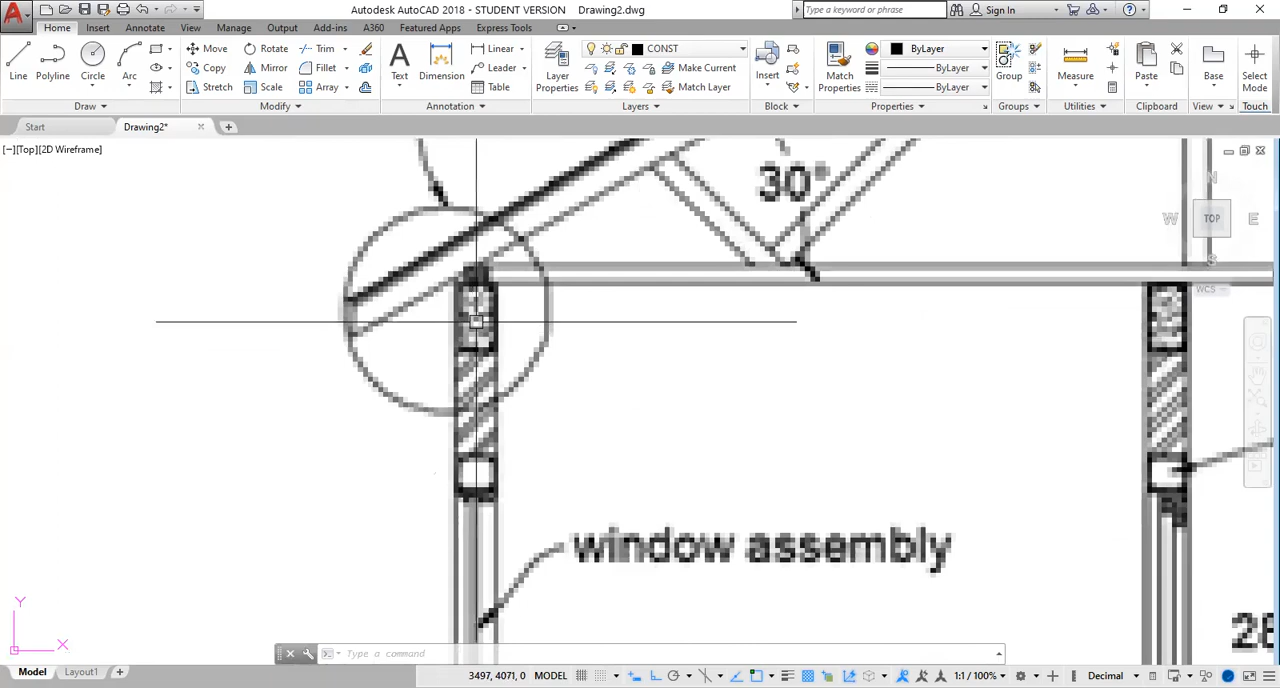 Autodesk AutoCAD 2018 - STUDENT VERSION Drawing2.dwg
Type a keyword or phrase
Sign In
Home Insert Annotate Parametric View Manage Output Add-ins A360 Featured Apps Express Tools
Move Rotate Trim Linear CONST ByLayer
Copy Mirror Fillet Leader Make Current ByLayer
Stretch Scale Array Table Match Layer ByLayer
Line Polyline Circle Arc Text Dimension Layer Properties Insert Match Properties Group Measure Paste Base Select Mode
Draw Modify Annotation Layers Block Properties Groups Utilities Clipboard View Touch
Start Drawing2*
[−][Top][2D Wireframe]
30°
N
W TOP E
S
WCS
window assembly
28
Y
X
Type a command
Model Layout1
3497, 4071, 0 MODEL 1:1 / 100% Decimal